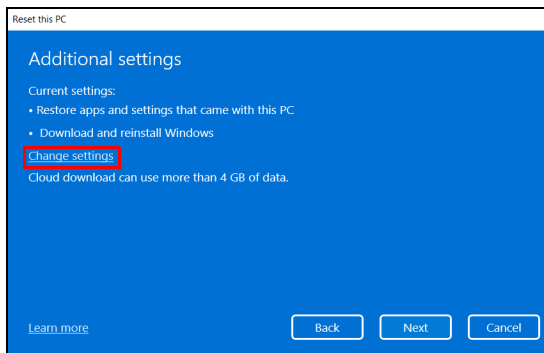 Reset this PC
Additional settings
Current settings:
• Restore apps and settings that came with this PC
• Download and reinstall Windows
Change settings
Cloud download can use more than 4 GB of data.
Learn more
Back
Next
Cancel